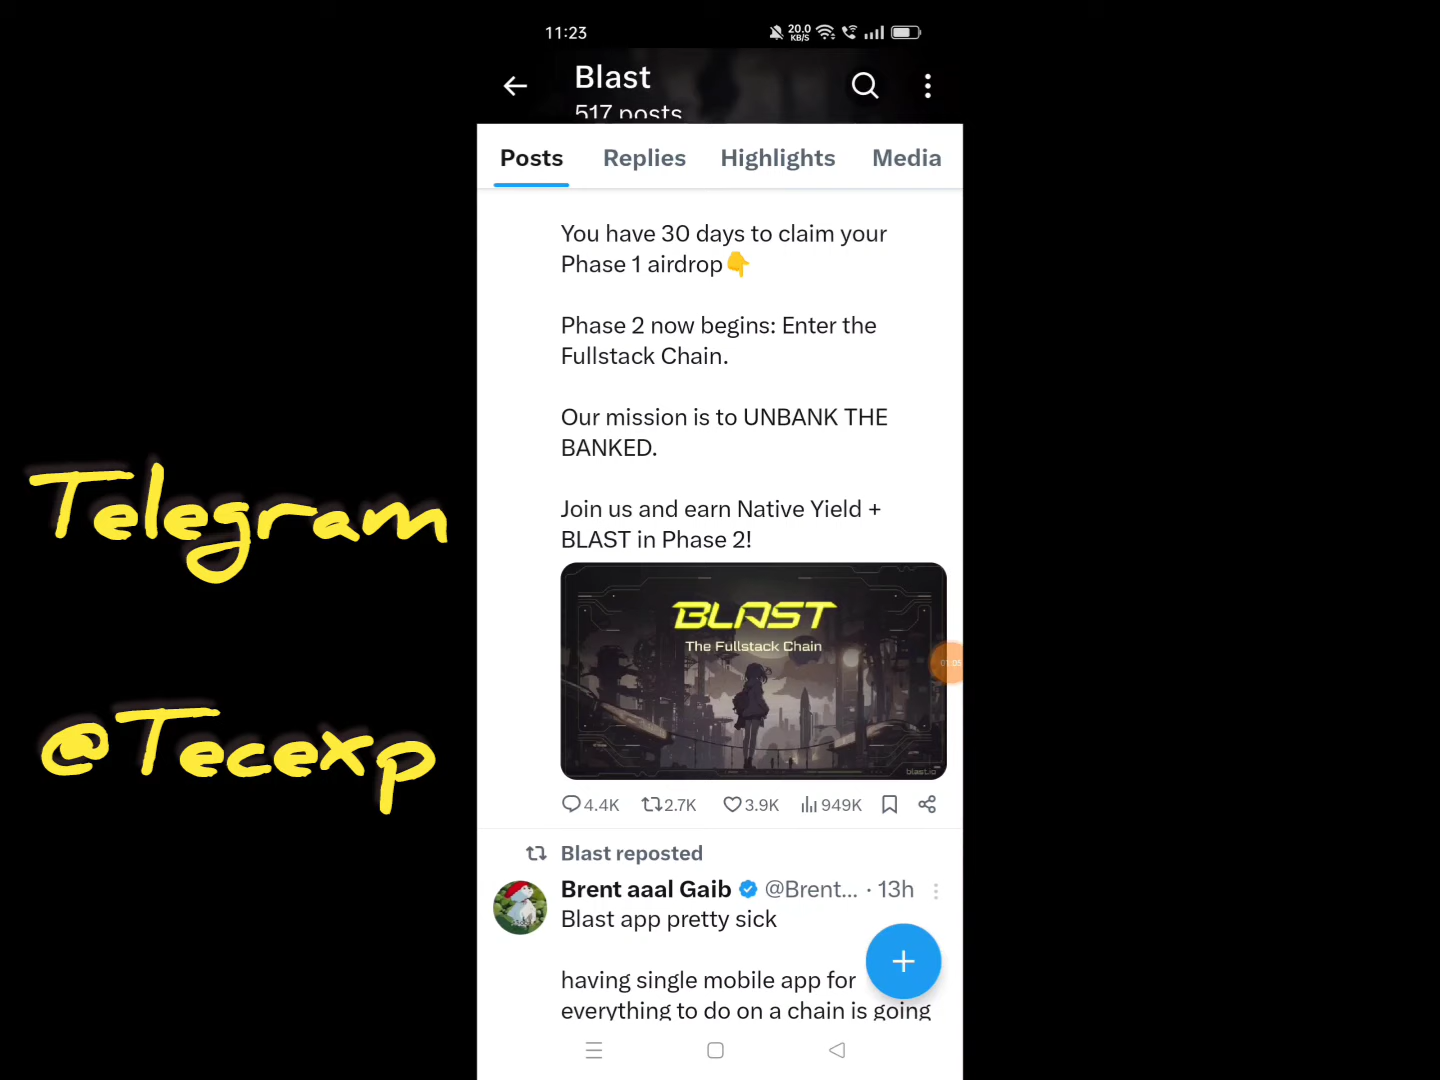 11:23
20.0
KB/S
Blast
517 posts
Posts Replies Highlights Media
You have 30 days to claim your
Phase 1 airdrop👇
Phase 2 now begins: Enter the
Fullstack Chain.
Our mission is to UNBANK THE
BANKED.
Join us and earn Native Yield +
BLAST in Phase 2!
BLAST
The Fullstack Chain
blast.io
01:05
4.4K 2.7K 3.9K 949K
Blast reposted
Brent aaal Gaib @Brent... · 13h
Blast app pretty sick
having single mobile app for
everything to do on a chain is going
Telegram
@Tecexp